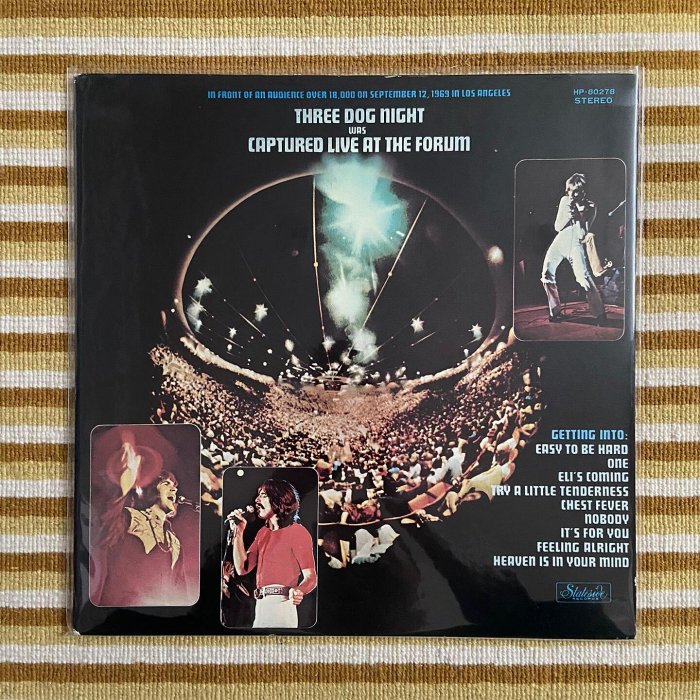 IN FRONT OF AN AUDIENCE OVER 18,000 ON SEPTEMBER 12, 1969 IN LOS ANGELES
HP-80278
STEREO
THREE DOG NIGHT
WAS
CAPTURED LIVE AT THE FORUM
GETTING INTO:
EASY TO BE HARD
ONE
ELI'S COMING
TRY A LITTLE TENDERNESS
CHEST FEVER
NOBODY
IT'S FOR YOU
FEELING ALRIGHT
HEAVEN IS IN YOUR MIND
Stateside
RECORDS